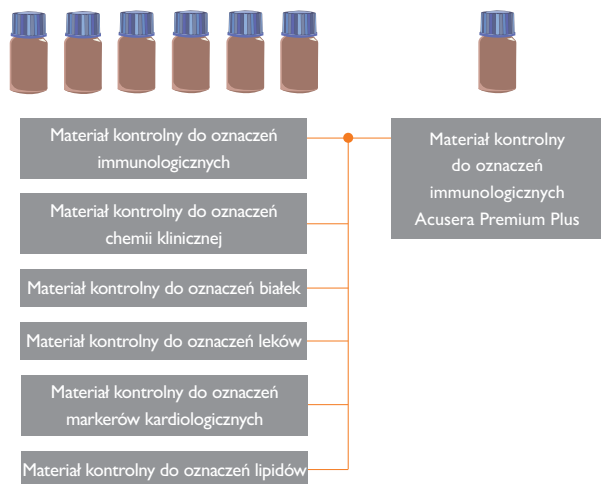 Materiał kontrolny do oznaczeń
immunologicznych
Materiał kontrolny do oznaczeń
chemii klinicznej
Materiał kontrolny do oznaczeń białek
Materiał kontrolny do oznaczeń leków
Materiał kontrolny do oznaczeń
markerów kardiologicznych
Materiał kontrolny do oznaczeń lipidów
Materiał kontrolny
do oznaczeń
immunologicznych
Acusera Premium Plus